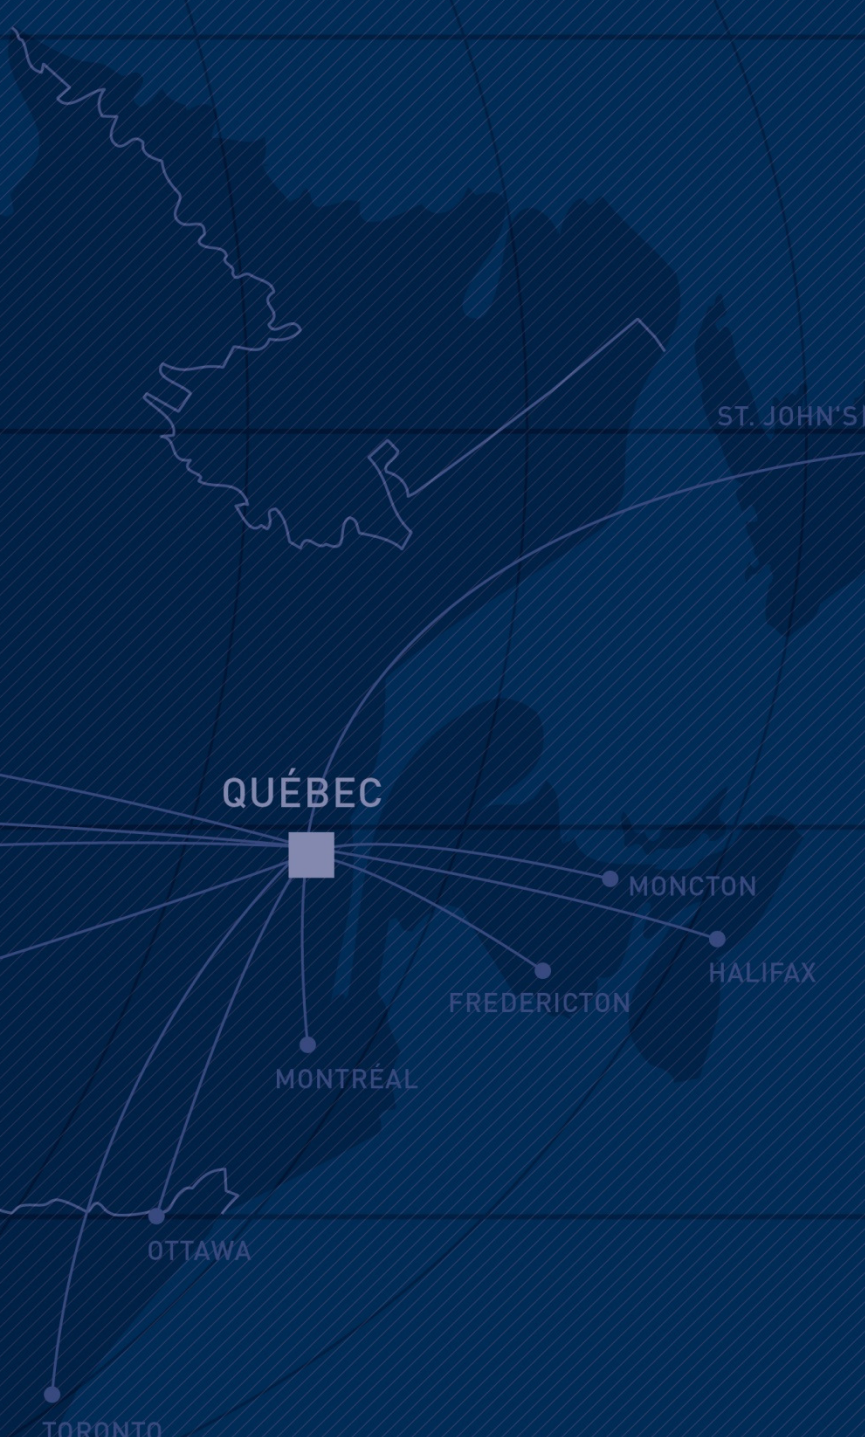 ST. JOHN'S
QUÉBEC
MONCTON
HALIFAX
FREDERICTON
MONTRÉAL
OTTAWA
TORONTO